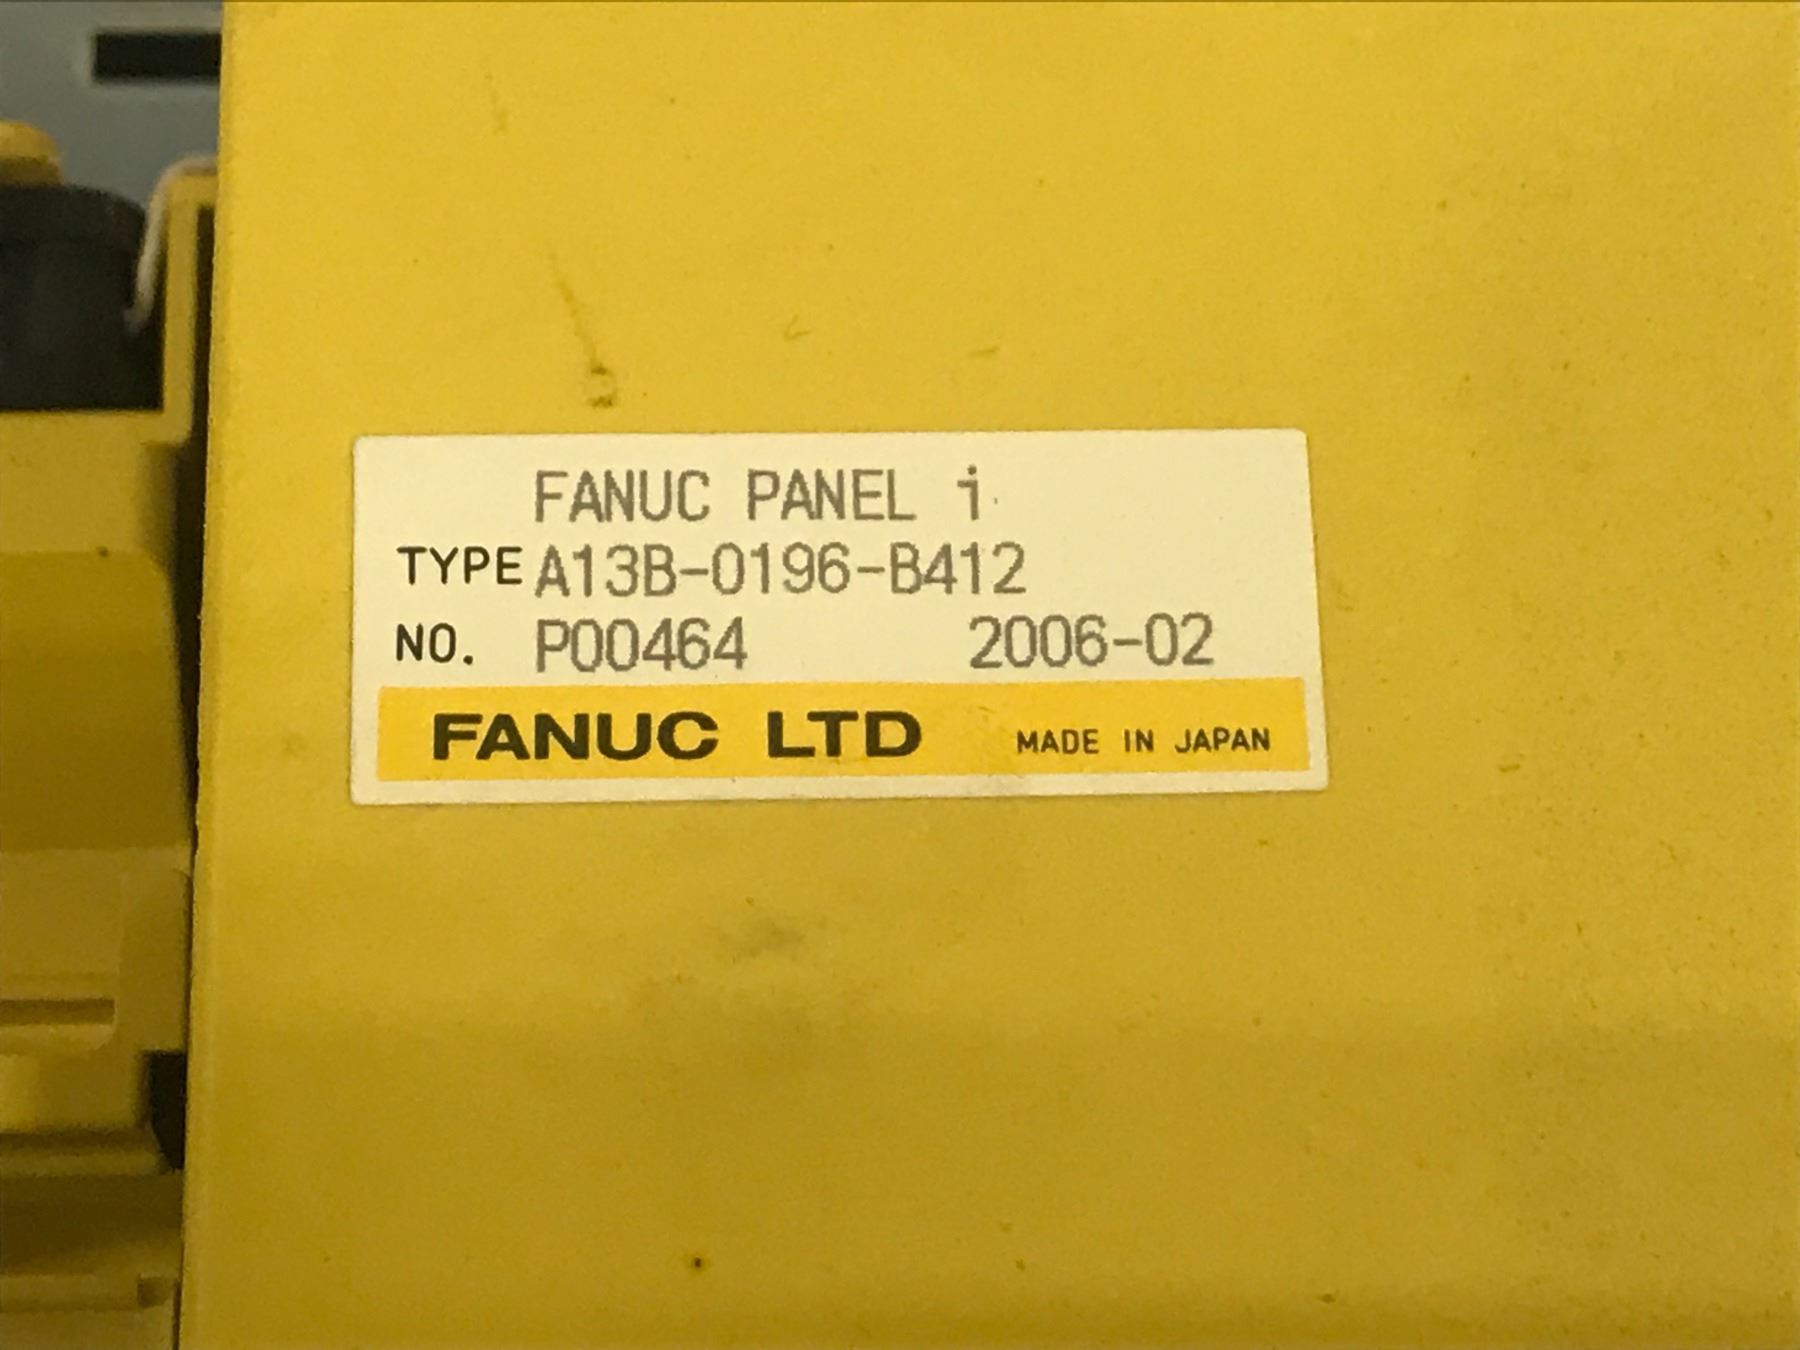 FANUC PANEL i
TYPE A13B-0196-B412
NO. P00464 2006-02
FANUC LTD MADE IN JAPAN